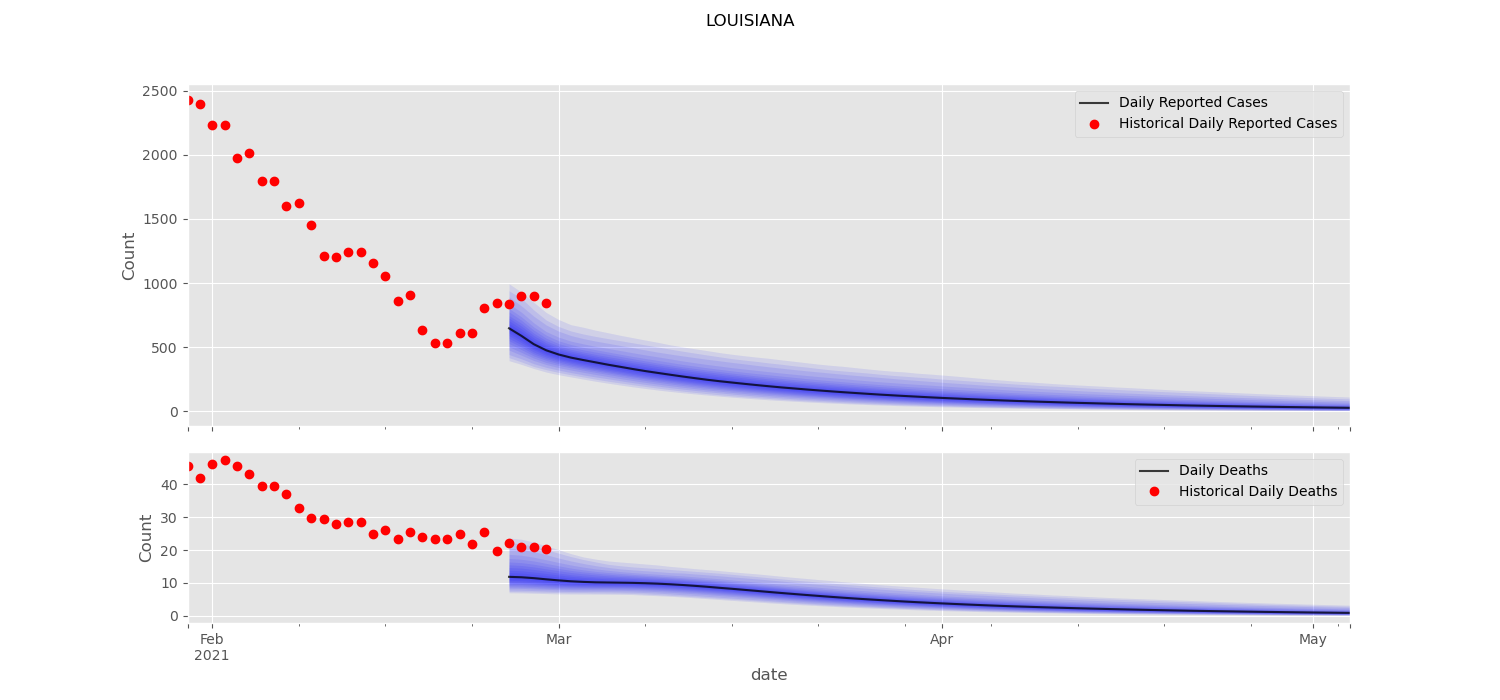 LOUISIANA
2500
2000
1500
1000
500
0
Count
Daily Reported Cases
Historical Daily Reported Cases
40
30
20
10
0
Count
Daily Deaths
Historical Daily Deaths
Feb
2021
Mar
Apr
May
date